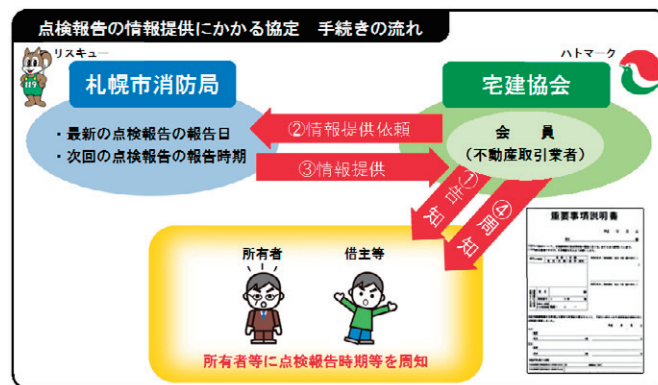 点検報告の情報提供にかかる協定　手続きの流れ
リスキュー
ハトマーク
札幌市消防局
宅建協会
119
・最新の点検報告の報告日
・次回の点検報告の報告時期
②情報提供依頼
③情報提供
会　員
（不動産取引業者）
①告知
④周知
重要事項説明書
所有者
借主等
所有者等に点検報告時期等を周知